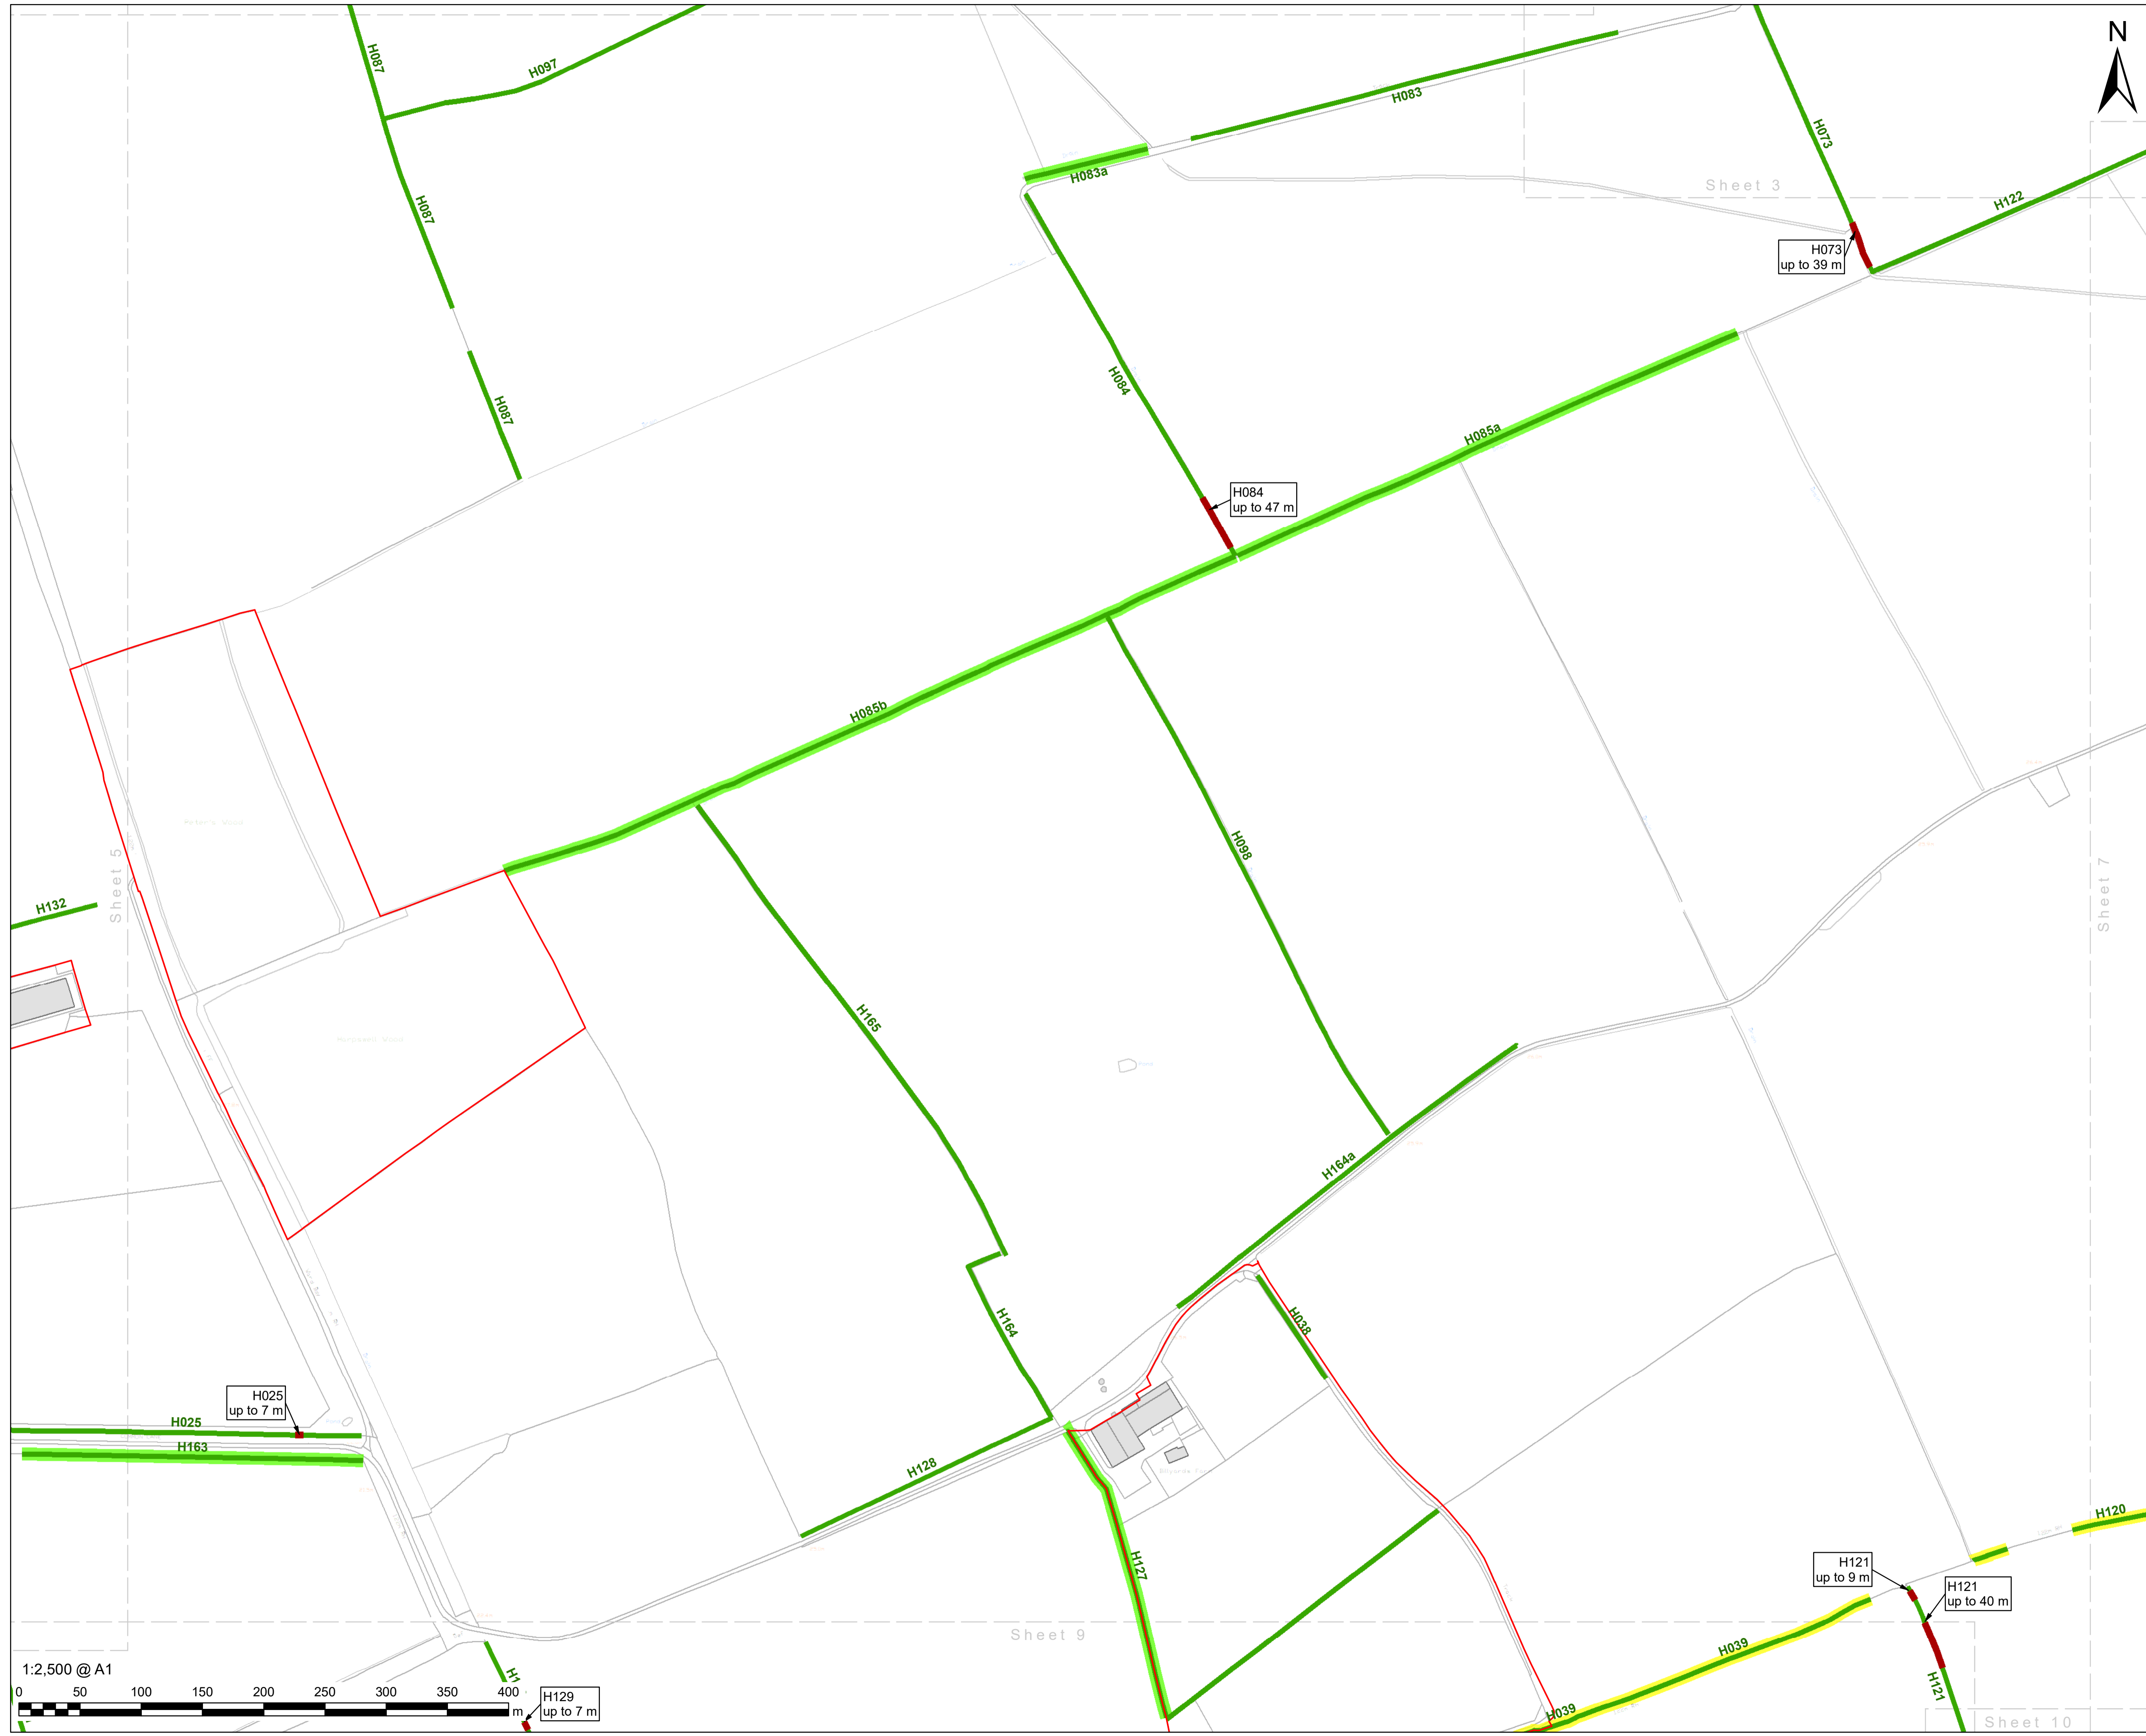 N
H087
H097
H083
H083a
H073
Sheet 3
H122
H087
H073
up to 39 m
H084
H087
H085a
H084
up to 47 m
H085b
H098
Sheet 5
Sheet 7
H132
H165
H164a
H164
H038
H025
up to 7 m
H025
H163
H128
H127
H120
H121
up to 9 m
H121
up to 40 m
Sheet 9
H039
H121
H039
Sheet 10
1:2,500 @ A1
0 50 100 150 200 250 300 350 400
m
H129
up to 7 m